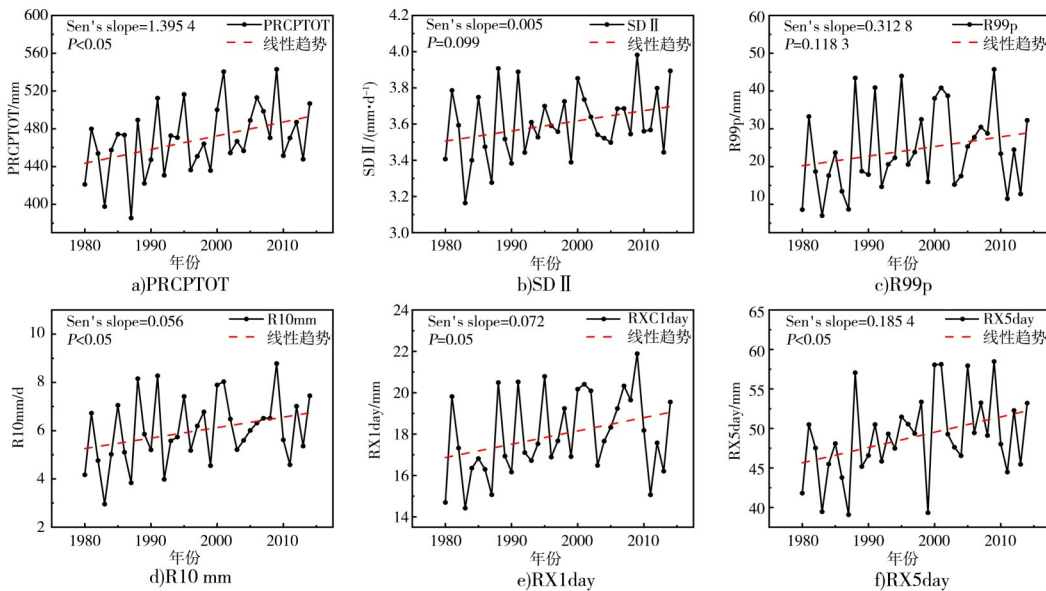 Sen's slope=1.395 4
P<0.05
PRCPTOT
线性趋势
600
560
520
480
440
400
PRCPTOT/mm
1980
1990
2000
2010
年份
a)PRCPTOT
Sen's slope=0.005
P=0.099
SDⅡ
线性趋势
4.2
4.0
3.8
3.6
3.4
3.2
3.0
SDⅡ/(mm·d⁻¹)
1980
1990
2000
2010
年份
b)SDⅡ
Sen's slope=0.312 8
P=0.118 3
R99p
线性趋势
60
50
40
30
20
10
R99p/mm
1980
1990
2000
2010
年份
c)R99p
Sen's slope=0.056
P<0.05
R10mm
线性趋势
10
8
6
4
2
R10mm/d
1980
1990
2000
2010
年份
d)R10 mm
Sen's slope=0.072
P=0.05
RXC1day
线性趋势
24
22
20
18
16
14
RX1day/mm
1980
1990
2000
2010
年份
e)RX1day
Sen's slope=0.185 4
P<0.05
RX5day
线性趋势
65
60
55
50
45
40
RX5day/mm
1980
1990
2000
2010
年份
f)RX5day